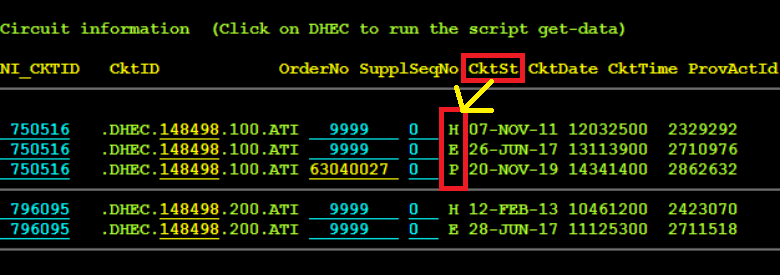 Circuit information (Click on DHEC to run the script get-data)
NI_CKTID CktID OrderNo SupplSeqNo CktSt CktDate CktTime ProvActId
750516 .DHEC.148498.100.ATI 9999 0 H 07-NOV-11 12032500 2329292
750516 .DHEC.148498.100.ATI 9999 0 E 26-JUN-17 13113900 2710976
750516 .DHEC.148498.100.ATI 63040027 0 P 20-NOV-19 14341400 2862632
796095 .DHEC.148498.200.ATI 9999 0 H 12-FEB-13 10461200 2423070
796095 .DHEC.148498.200.ATI 9999 0 E 28-JUN-17 11125300 2711518